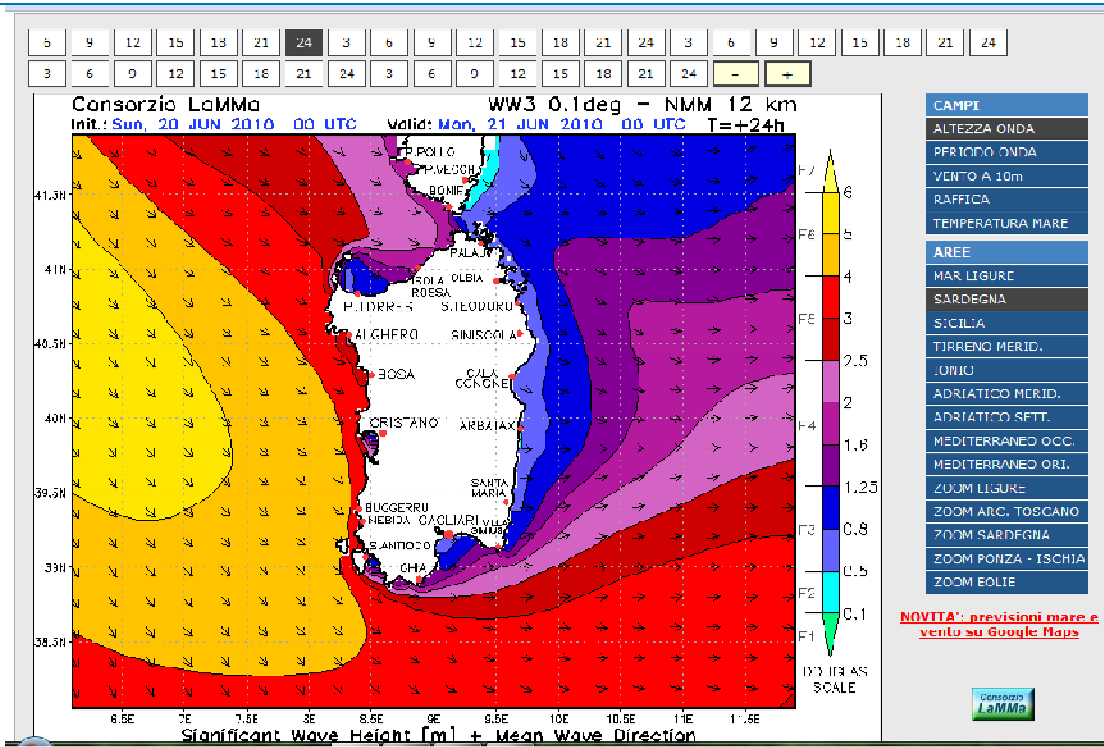 6 9 12 15 18 21 24 3 6 9 12 15 18 21 24 3 6 9 12 15 18 21 24
3 6 9 12 15 18 21 24 3 6 9 12 15 18 21 24 - +
Consorzio LaMMa WW3 0.1deg - NMM 12 km
Init.: Sun, 20 JUN 2010 00 UTC Valid: Mon, 21 JUN 2010 00 UTC T=+24h
P.POLLO
P.VECCH
BONIF
PALAU
ISOLA
ROSSA
OLBIA
P.TORRES
S.TEODORO
ALGHERO
SINISCOLA
BOSA
CALA
GONONE
ORISTANO
ARBATAX
SANTA
MARIA
BUGGERRU
NEBIDA
CAGLIARI
VILLA
SIMIUS
S.ANTIOCO
CHIA
41.5N
41N
40.5N
40N
39.5N
39N
38.5N
6.5E 7E 7.5E 8E 8.5E 9E 9.5E 10E 10.5E 11E 11.5E
Significant Wave Height [m] + Mean Wave Direction
F7
F6
F5
F4
F3
F2
F1
6
5
4
3
2.5
2
1.6
1.25
0.8
0.5
0.1
DOUGLAS
SCALE
CAMPI
ALTEZZA ONDA
PERIODO ONDA
VENTO A 10m
RAFFICA
TEMPERATURA MARE
AREE
MAR LIGURE
SARDEGNA
SICILIA
TIRRENO MERID.
IONIO
ADRIATICO MERID.
ADRIATICO SETT.
MEDITERRANEO OCC.
MEDITERRANEO ORI.
ZOOM LIGURE
ZOOM ARC. TOSCANO
ZOOM SARDEGNA
ZOOM PONZA - ISCHIA
ZOOM EOLIE
NOVITA': previsioni mare e
vento su Google Maps
Consorzio
LaMMa